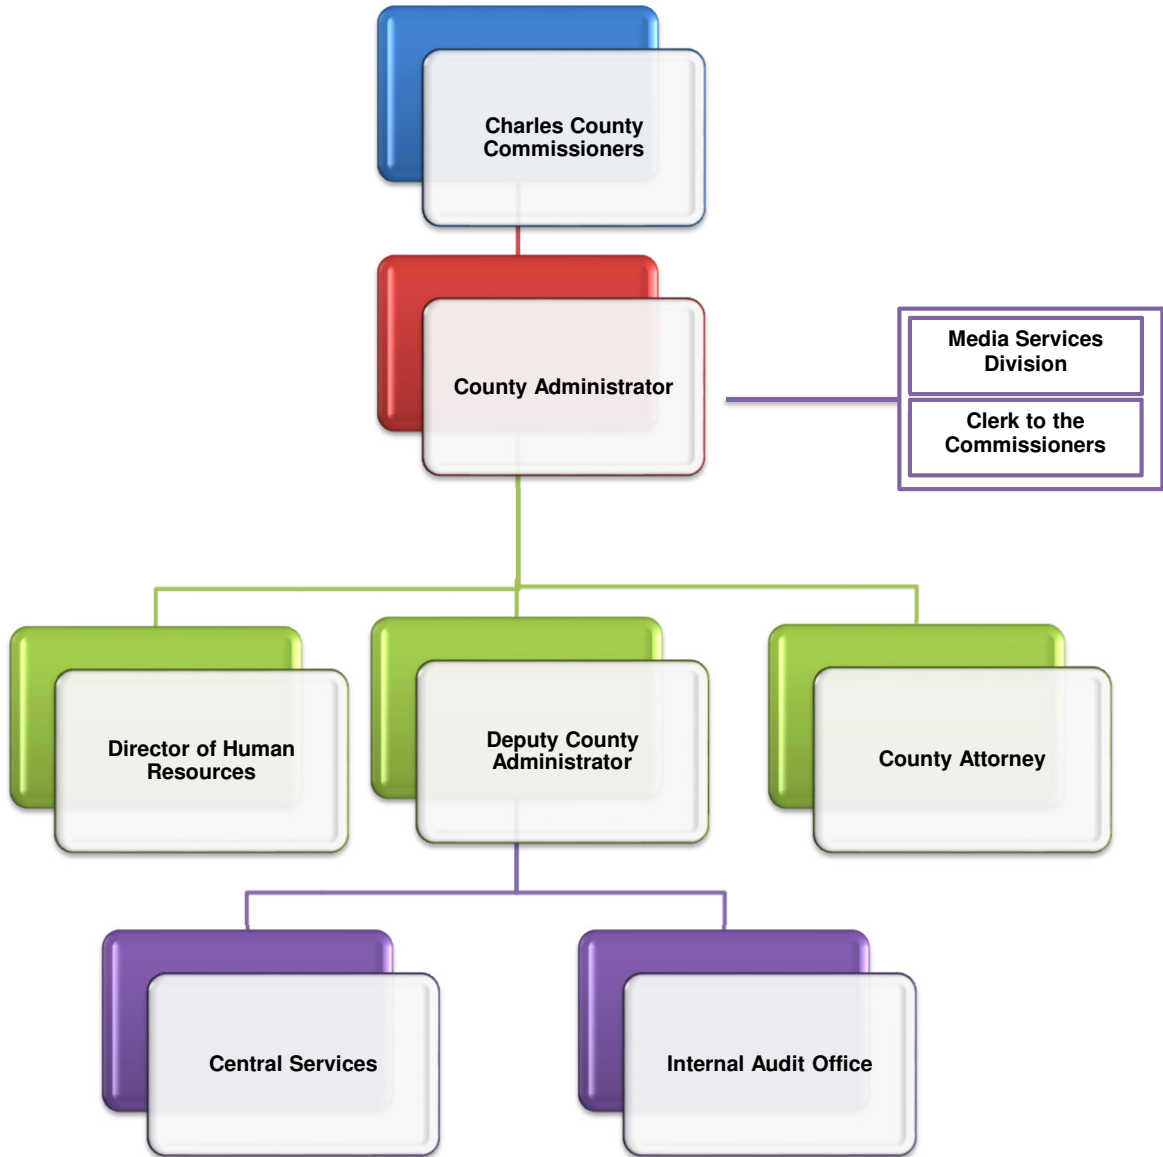 Charles County
Commissioners
County Administrator
Media Services
Division
Clerk to the
Commissioners
Director of Human
Resources
Deputy County
Administrator
County Attorney
Central Services
Internal Audit Office